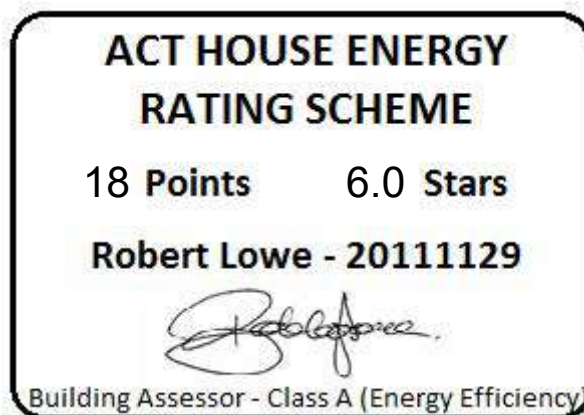 ACT HOUSE ENERGY
RATING SCHEME
18 Points 6.0 Stars
Robert Lowe - 20111129
Building Assessor - Class A (Energy Efficiency)